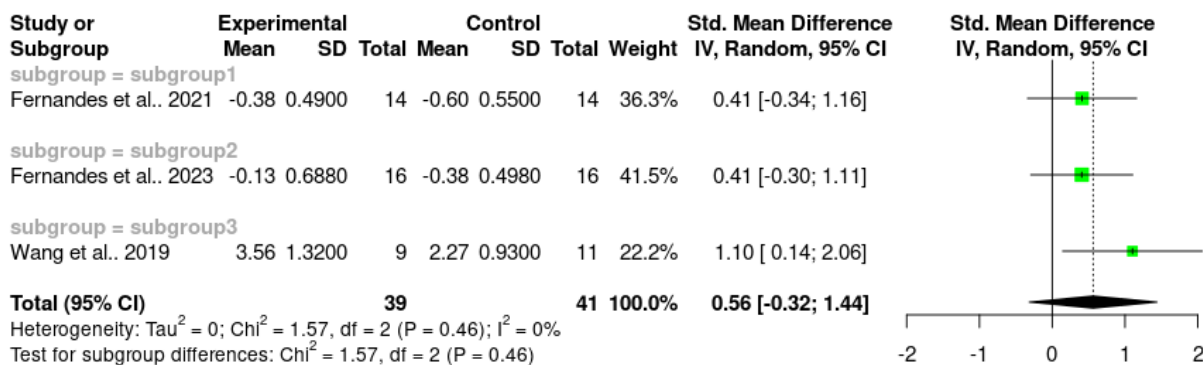 Study or Experimental Control Std. Mean Difference Std. Mean Difference
Subgroup Mean SD Total Mean SD Total Weight IV, Random, 95% CI IV, Random, 95% CI
subgroup = subgroup1
Fernandes et al.. 2021 -0.38 0.4900 14 -0.60 0.5500 14 36.3% 0.41 [-0.34; 1.16]
subgroup = subgroup2
Fernandes et al.. 2023 -0.13 0.6880 16 -0.38 0.4980 16 41.5% 0.41 [-0.30; 1.11]
subgroup = subgroup3
Wang et al.. 2019 3.56 1.3200 9 2.27 0.9300 11 22.2% 1.10 [ 0.14; 2.06]
Total (95% CI) 39 41 100.0% 0.56 [-0.32; 1.44]
Heterogeneity: Tau² = 0; Chi² = 1.57, df = 2 (P = 0.46); I² = 0%
Test for subgroup differences: Chi² = 1.57, df = 2 (P = 0.46)
-2 -1 0 1 2